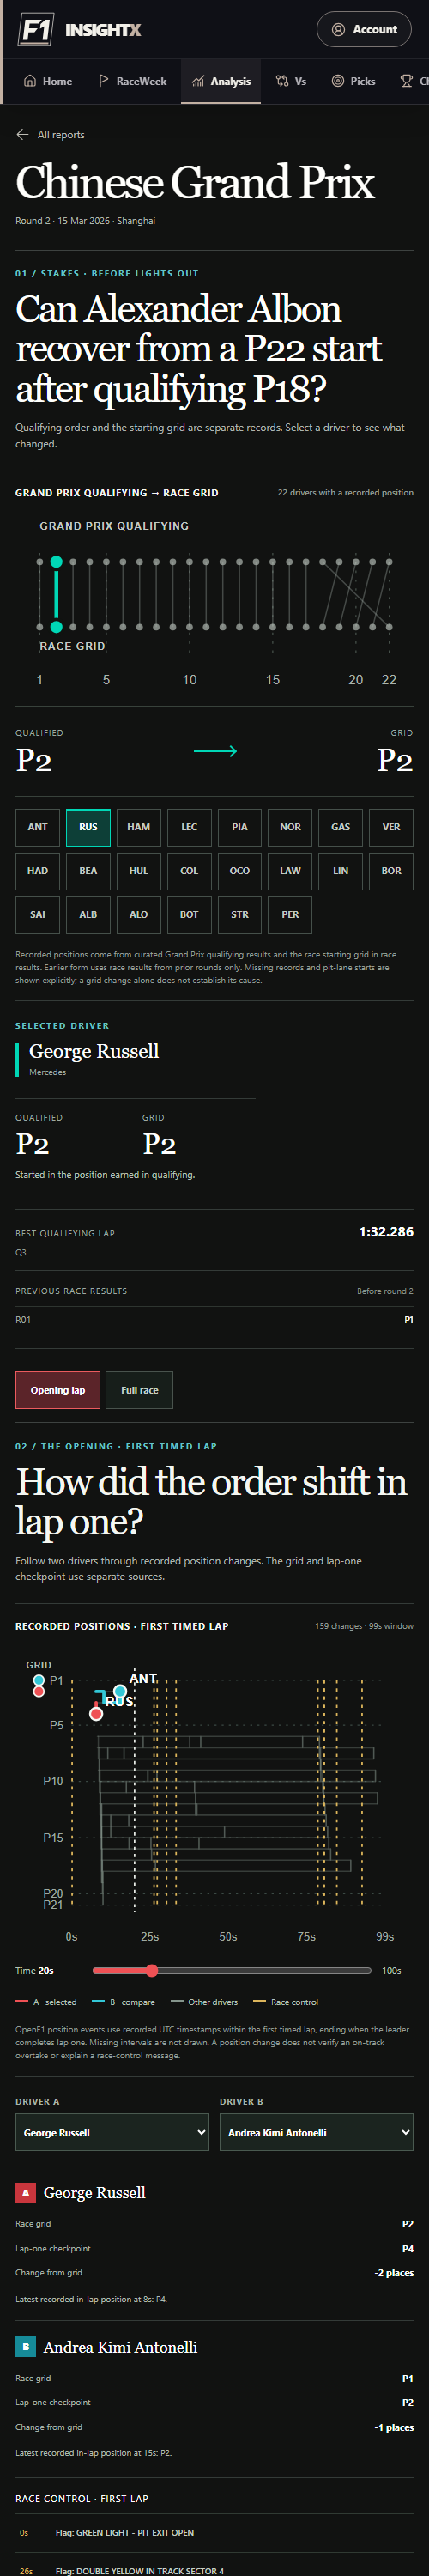 F1 INSIGHTX
Account
Home
RaceWeek
Analysis
Vs
Picks
All reports
Chinese Grand Prix
Round 2 · 15 Mar 2026 · Shanghai
01 / STAKES · BEFORE LIGHTS OUT
Can Alexander Albon
recover from a P22 start
after qualifying P18?
Qualifying order and the starting grid are separate records. Select a driver to see what
changed.
GRAND PRIX QUALIFYING → RACE GRID
22 drivers with a recorded position
GRAND PRIX QUALIFYING
RACE GRID
1 5 10 15 20 22
QUALIFIED
GRID
P2
P2
ANT RUS HAM LEC PIA NOR GAS VER
HAD BEA HUL COL OCO LAW LIN BOR
SAI ALB ALO BOT STR PER
Recorded positions come from curated Grand Prix qualifying results and the race starting grid in race
results. Earlier form uses race results from prior rounds only. Missing records and pit-lane starts are
shown explicitly; a grid change alone does not establish its cause.
SELECTED DRIVER
George Russell
Mercedes
QUALIFIED
GRID
P2
P2
Started in the position earned in qualifying.
BEST QUALIFYING LAP
1:32.286
Q3
PREVIOUS RACE RESULTS
Before round 2
R01
P1
Opening lap
Full race
02 / THE OPENING · FIRST TIMED LAP
How did the order shift in
lap one?
Follow two drivers through recorded position changes. The grid and lap-one
checkpoint use separate sources.
RECORDED POSITIONS · FIRST TIMED LAP
159 changes · 99s window
GRID
P1
ANT
RUS
P5
P10
P15
P20
P21
0s 25s 50s 75s 99s
Time 20s
100s
A · selected
B · compare
Other drivers
Race control
OpenF1 position events use recorded UTC timestamps within the first timed lap, ending when the leader
completes lap one. Missing intervals are not drawn. A position change does not verify an on-track
overtake or explain a race-control message.
DRIVER A
DRIVER B
George Russell
Andrea Kimi Antonelli
A George Russell
Race grid
P2
Lap-one checkpoint
P4
Change from grid
-2 places
Latest recorded in-lap position at 8s: P4.
B Andrea Kimi Antonelli
Race grid
P1
Lap-one checkpoint
P2
Change from grid
-1 places
Latest recorded in-lap position at 15s: P2.
RACE CONTROL · FIRST LAP
0s
Flag: GREEN LIGHT - PIT EXIT OPEN
26s
Flag: DOUBLE YELLOW IN TRACK SECTOR 4